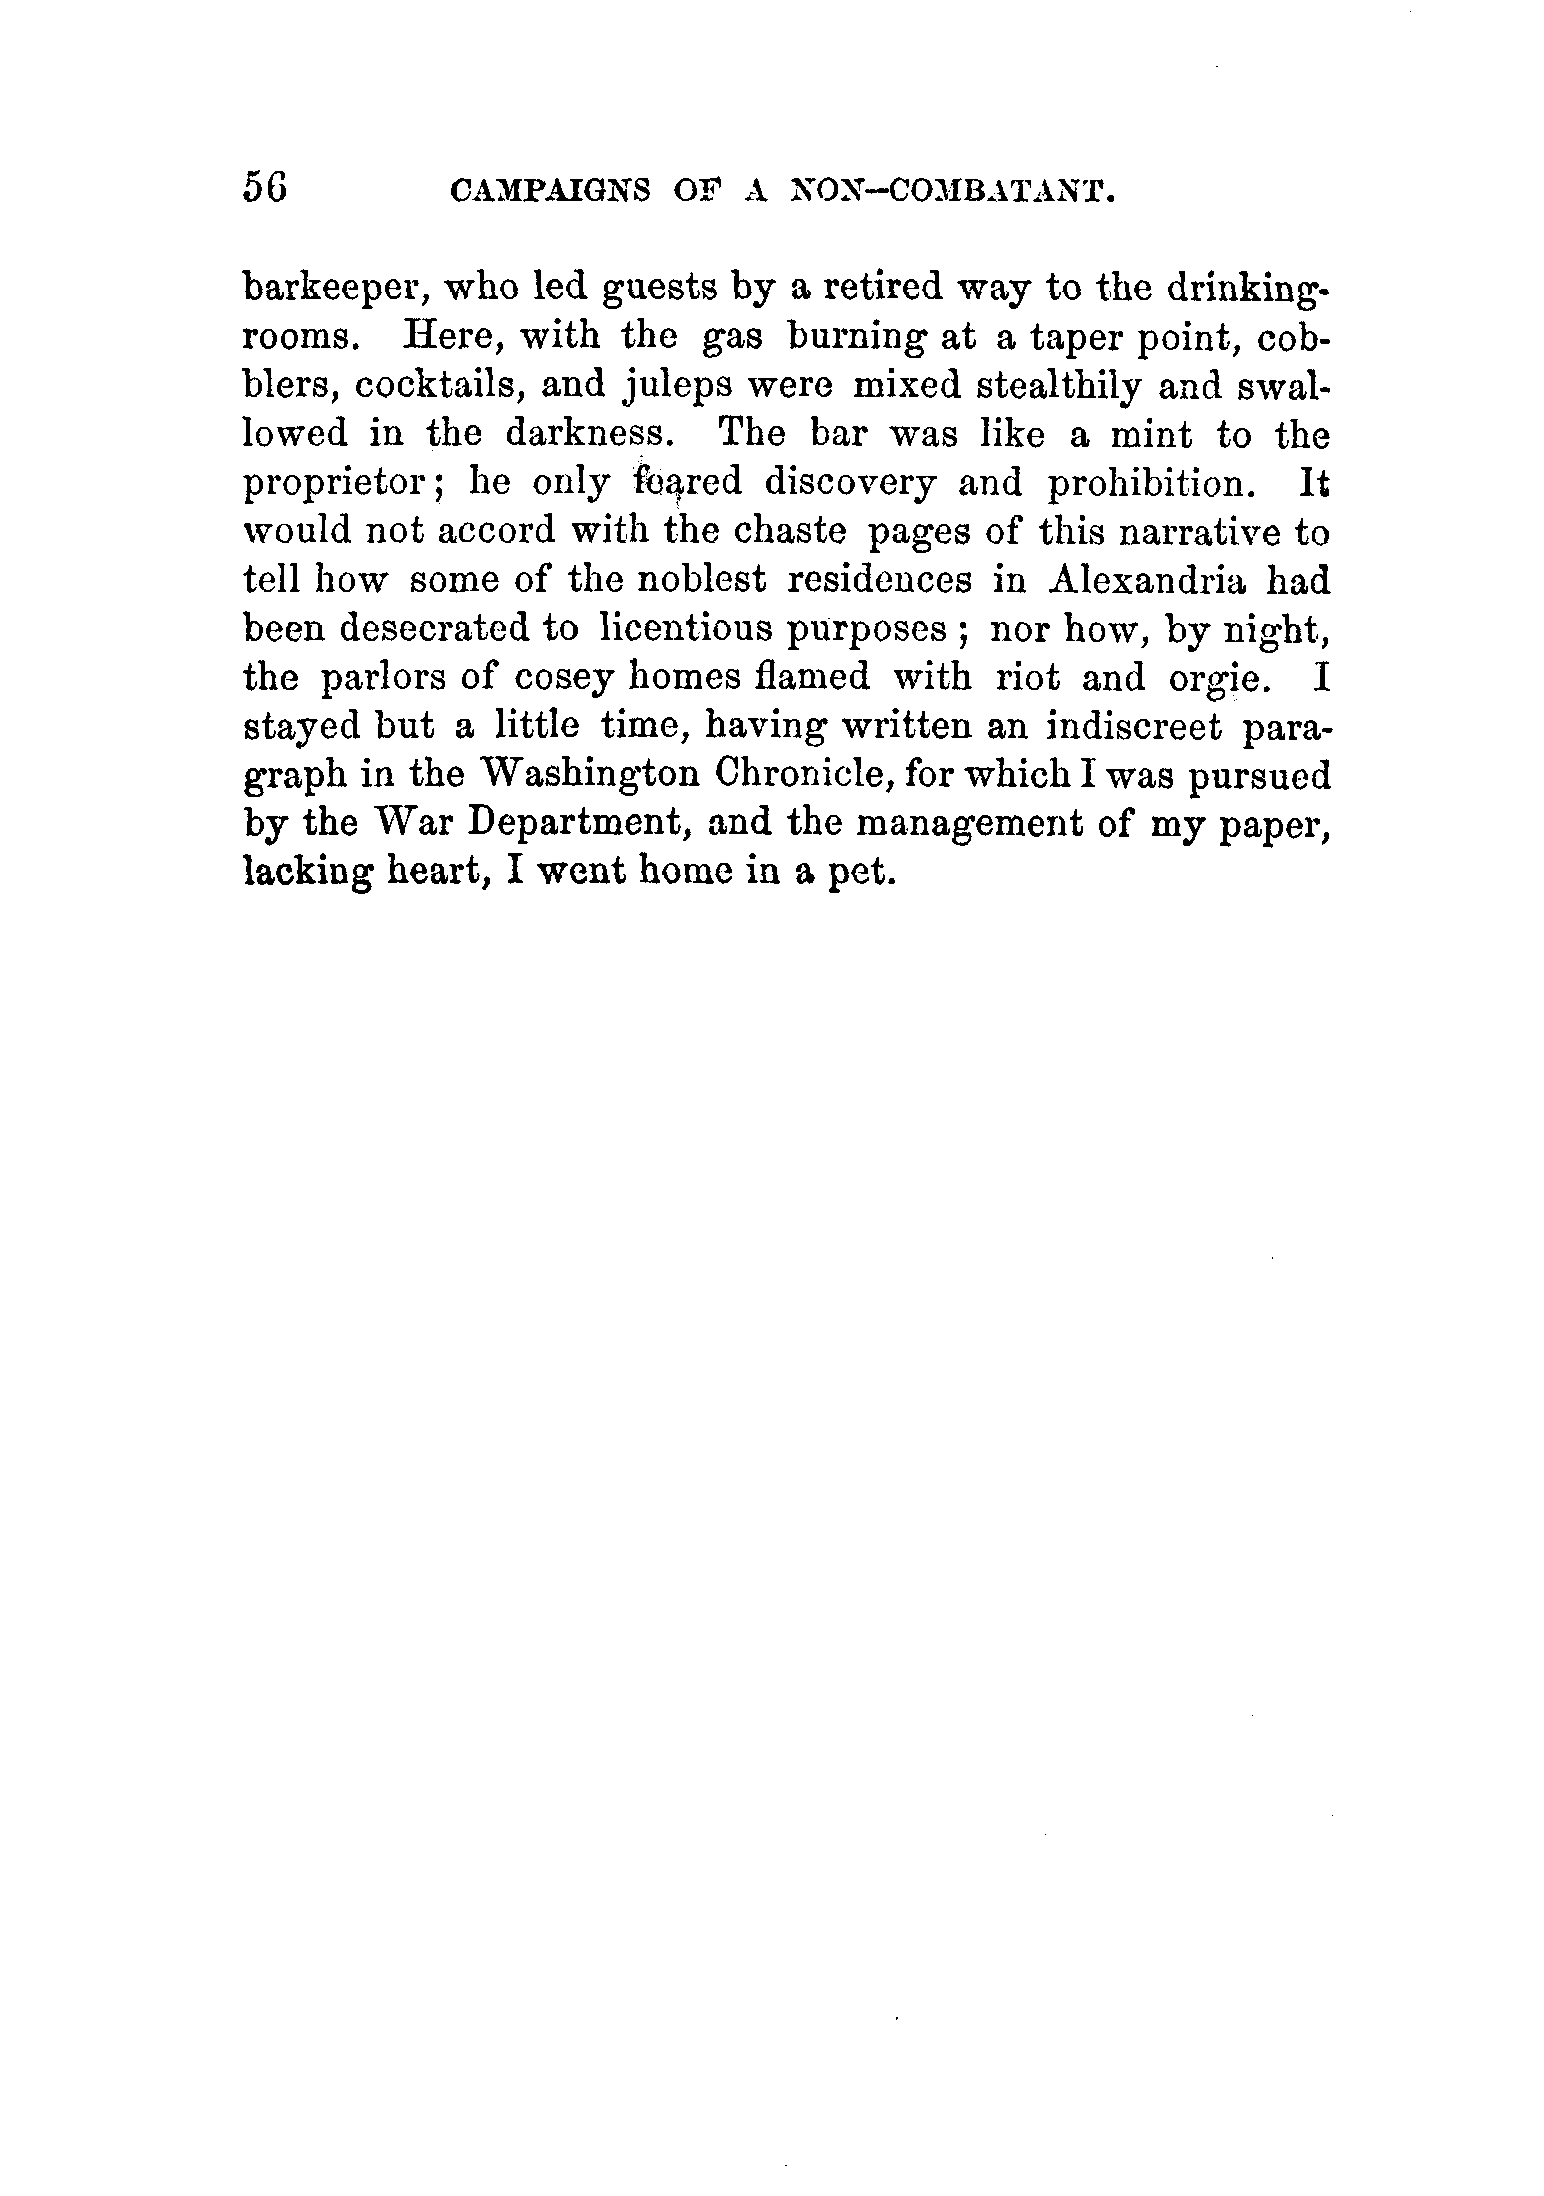 56 CAMPAIGNS OF A NON-COMBATANT.
barkeeper, who led guests by a retired way to the drinking-
rooms. Here, with the gas burning at a taper point, cob-
blers, cocktails, and juleps were mixed stealthily and swal-
lowed in the darkness. The bar was like a mint to the
proprietor; he only feared discovery and prohibition. It
would not accord with the chaste pages of this narrative to
tell how some of the noblest residences in Alexandria had
been desecrated to licentious purposes; nor how, by night,
the parlors of cosey homes flamed with riot and orgie. I
stayed but a little time, having written an indiscreet para-
graph in the Washington Chronicle, for which I was pursued
by the War Department, and the management of my paper,
lacking heart, I went home in a pet.